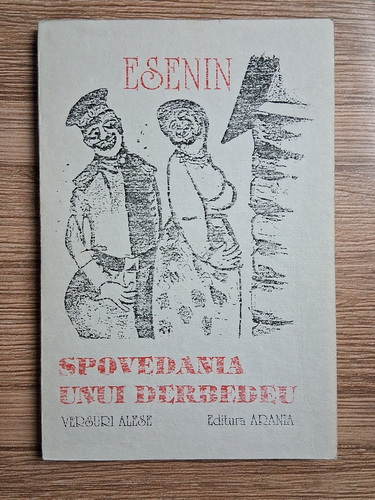 ESENIN
SPOVEDANIA
UNUI DERBEDEU
VERSURI ALESE Editura ARANIA